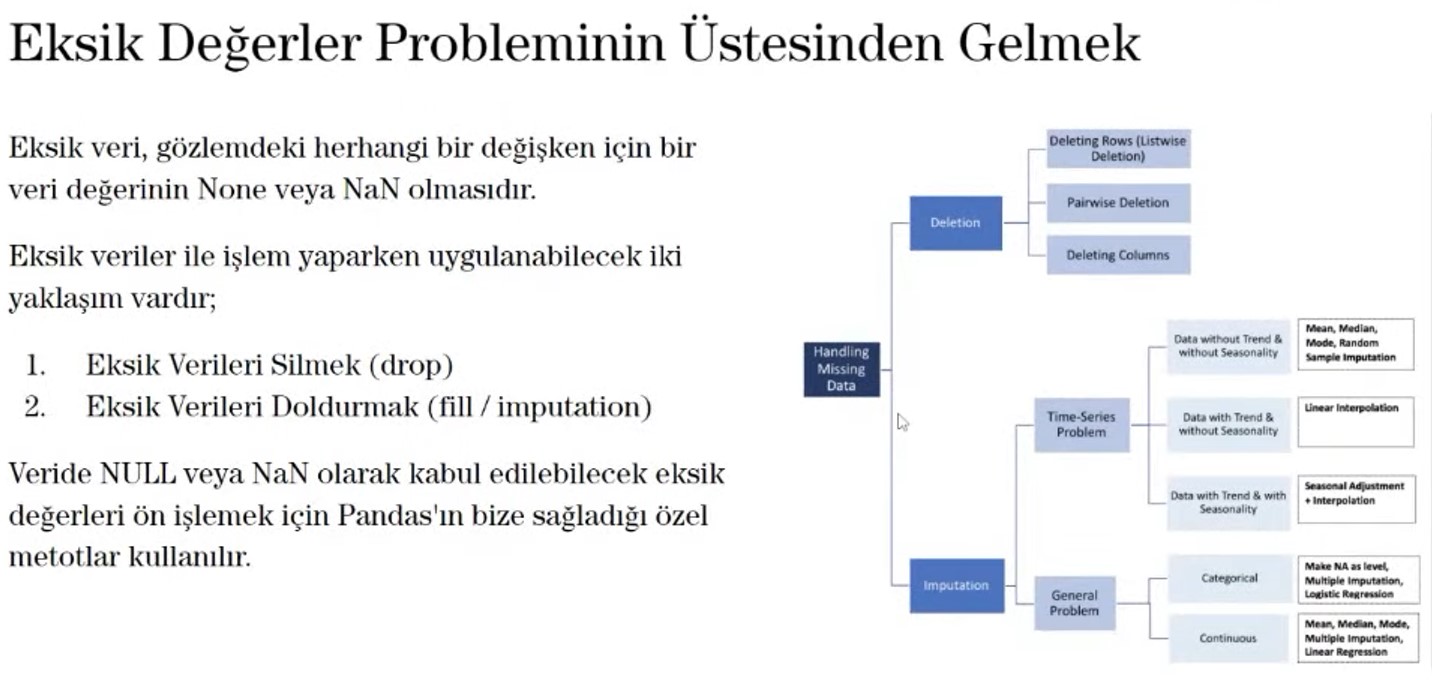 Eksik Değerler Probleminin Üstesinden Gelmek
Eksik veri, gözlemdeki herhangi bir değişken için bir
veri değerinin None veya NaN olmasıdır.
Eksik veriler ile işlem yaparken uygulanabilecek iki
yaklaşım vardır;
1. Eksik Verileri Silmek (drop)
2. Eksik Verileri Doldurmak (fill / imputation)
Veride NULL veya NaN olarak kabul edilebilecek eksik
değerleri ön işlemek için Pandas'ın bize sağladığı özel
metotlar kullanılır.
Handling
Missing
Data
Deletion
Deleting Rows (Listwise
Deletion)
Pairwise Deletion
Deleting Columns
Imputation
Time-Series
Problem
Data without Trend &
without Seasonality
Mean, Median,
Mode, Random
Sample Imputation
Data with Trend &
without Seasonality
Linear Interpolation
Data with Trend & with
Seasonality
Seasonal Adjustment
+ Interpolation
General
Problem
Categorical
Make NA as level,
Multiple Imputation,
Logistic Regression
Continuous
Mean, Median, Mode,
Multiple Imputation,
Linear Regression